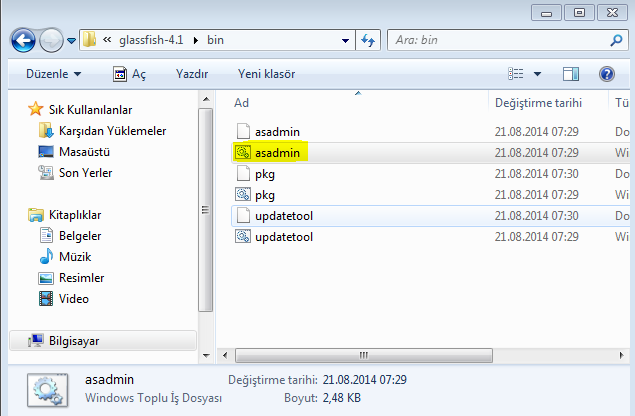 glassfish-4.1 bin
Ara: bin
Düzenle Aç Yazdır Yeni klasör
Ad Değiştirme tarihi Tü
Sık Kullanılanlar
Karşıdan Yüklemeler
Masaüstü
Son Yerler
Kitaplıklar
Belgeler
Müzik
Resimler
Video
Bilgisayar
asadmin 21.08.2014 07:30 Do
asadmin 21.08.2014 07:29 Wi
pkg 21.08.2014 07:30 Do
pkg 21.08.2014 07:29 Wi
updatetool 21.08.2014 07:30 Do
updatetool 21.08.2014 07:29 Wi
asadmin Değiştirme tarihi: 21.08.2014 07:29
Windows Toplu İş Dosyası Boyut: 2,48 KB